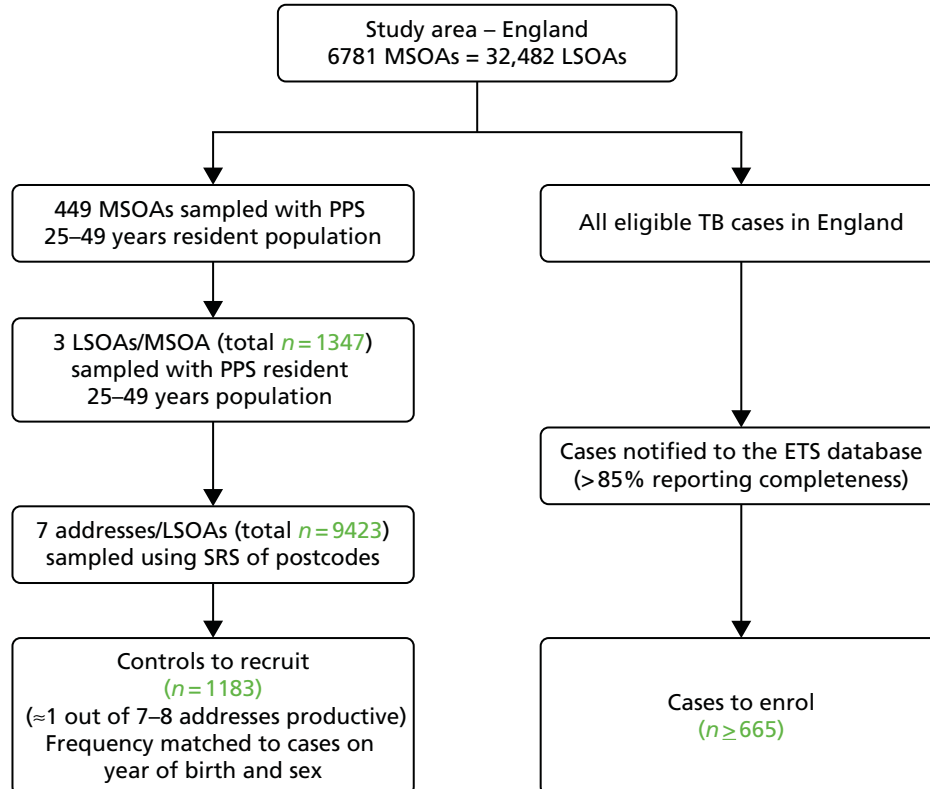 Study area – England
6781 MSOAs = 32,482 LSOAs
449 MSOAs sampled with PPS
25–49 years resident population
3 LSOAs/MSOA (total n = 1347)
sampled with PPS resident
25–49 years population
7 addresses/LSOAs (total n = 9423)
sampled using SRS of postcodes
Controls to recruit
(n = 1183)
(≈1 out of 7–8 addresses productive)
Frequency matched to cases on
year of birth and sex
All eligible TB cases in England
Cases notified to the ETS database
(>85% reporting completeness)
Cases to enrol
(n ≥ 665)